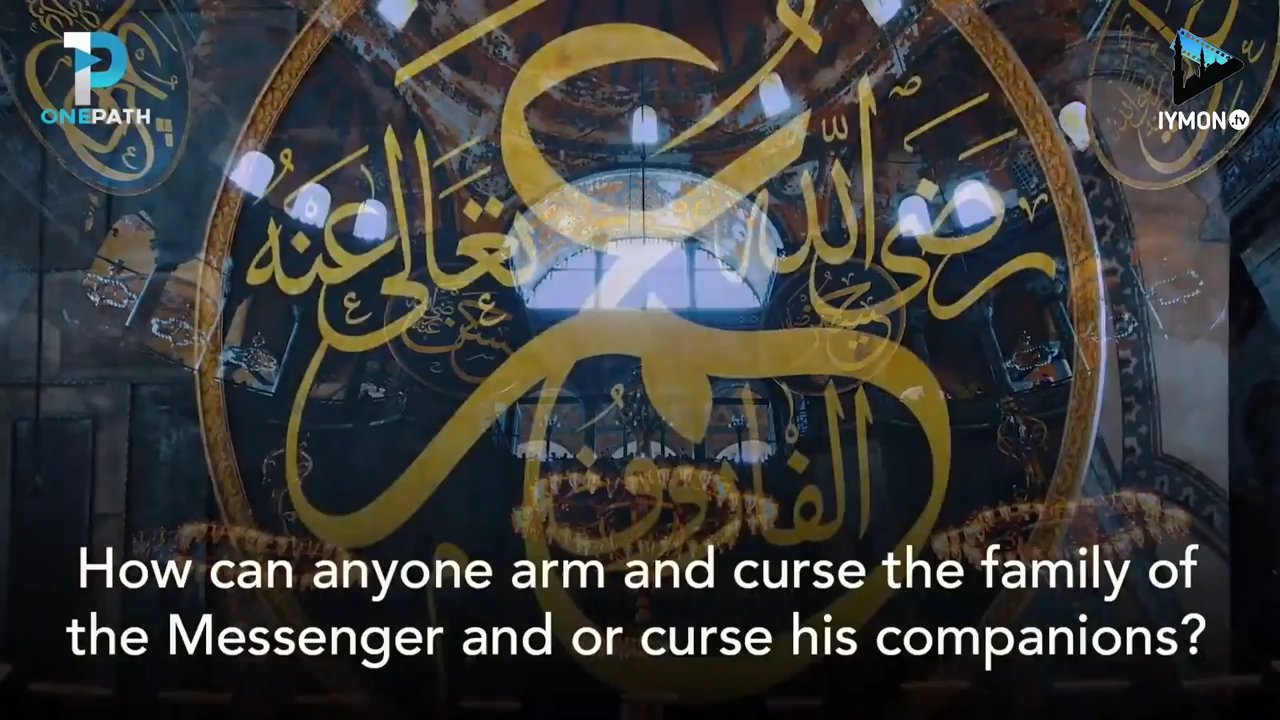 ONEPATH
IYMON.tv
رضى الله تعالى عنه
عمر
الفاروق
How can anyone arm and curse the family of
the Messenger and or curse his companions?